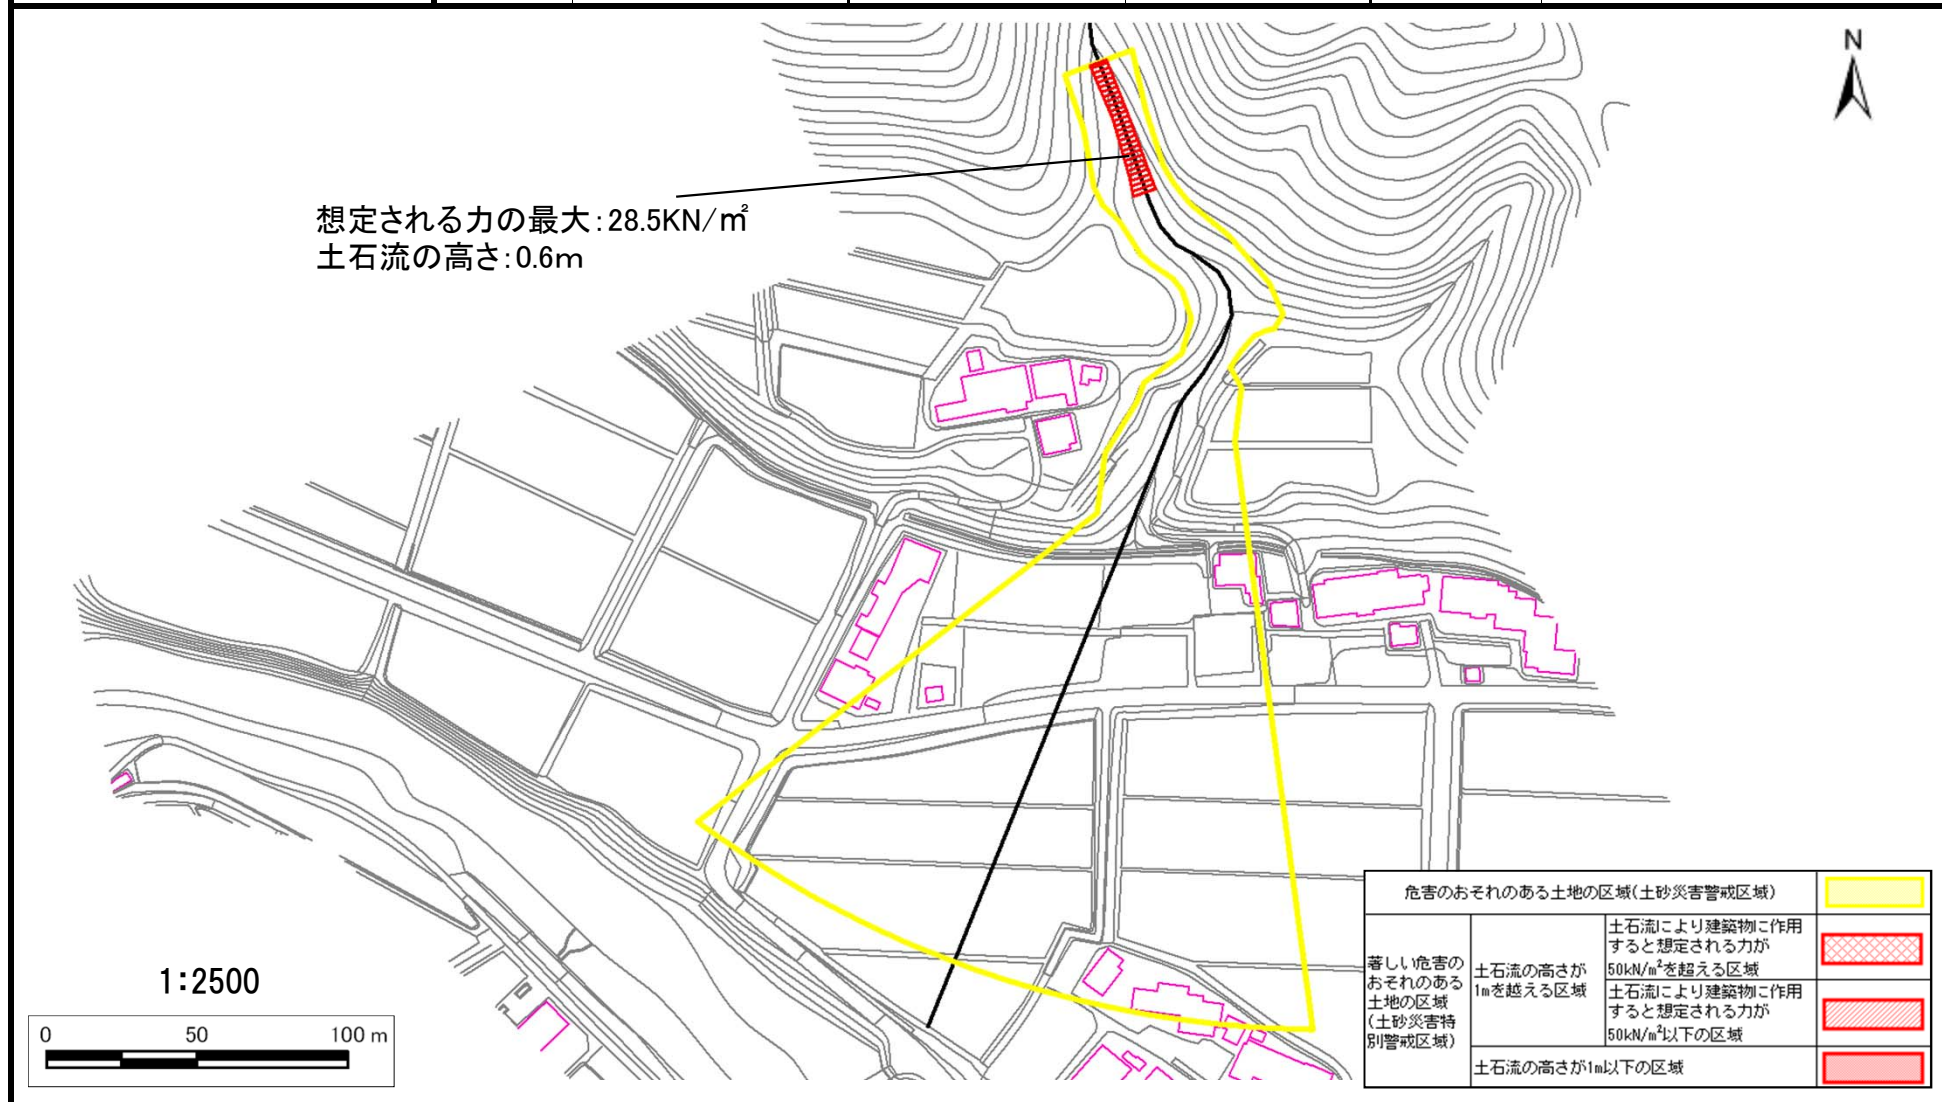 N
想定される力の最大:28.5KN/㎡
土石流の高さ:0.6m
1:2500
0 50 100 m
危害のおそれのある土地の区域(土砂災害警戒区域)
著しい危害の
おそれのある
土地の区域
(土砂災害特
別警戒区域)
土石流の高さが
1mを越える区域
土石流により建築物に作用
すると想定される力が
50kN/㎡を超える区域
土石流により建築物に作用
すると想定される力が
50kN/㎡以下の区域
土石流の高さが1m以下の区域